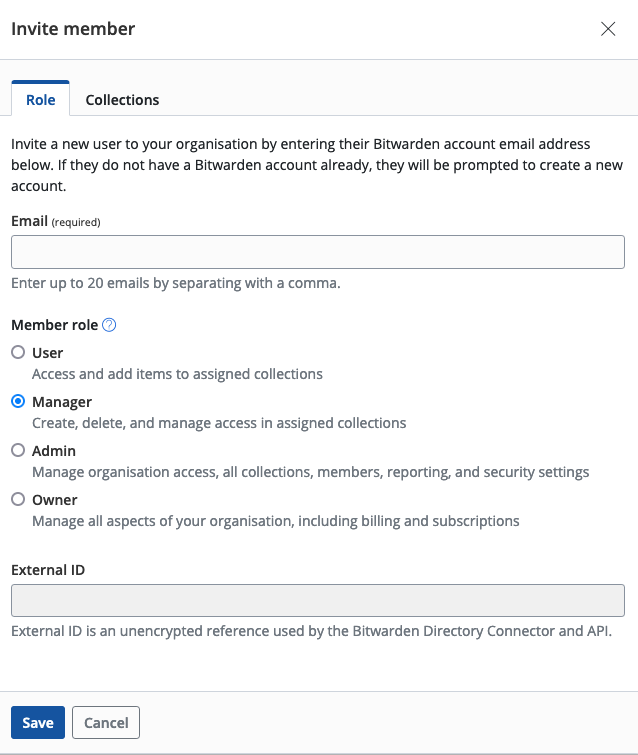 Invite member
Role Collections
Invite a new user to your organisation by entering their Bitwarden account email address
below. If they do not have a Bitwarden account already, they will be prompted to create a new
account.
Email (required)
Enter up to 20 emails by separating with a comma.
Member role
User
Access and add items to assigned collections
Manager
Create, delete, and manage access in assigned collections
Admin
Manage organisation access, all collections, members, reporting, and security settings
Owner
Manage all aspects of your organisation, including billing and subscriptions
External ID
External ID is an unencrypted reference used by the Bitwarden Directory Connector and API.
Save Cancel